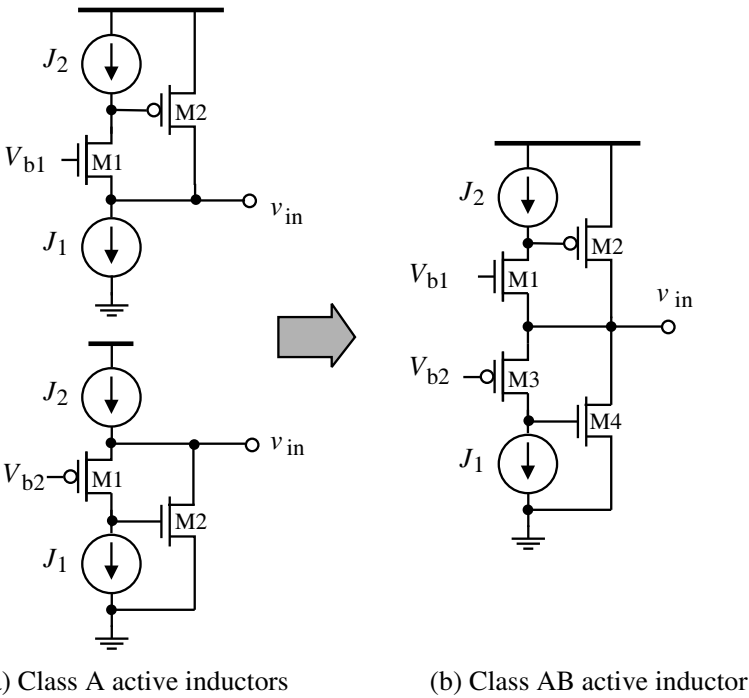 J2
M2
Vb1
M1
vin
J1
J2
vin
Vb2
M1
M2
J1
J2
M2
Vb1
M1
vin
Vb2
M3
M4
J1
) Class A active inductors
(b) Class AB active inductor